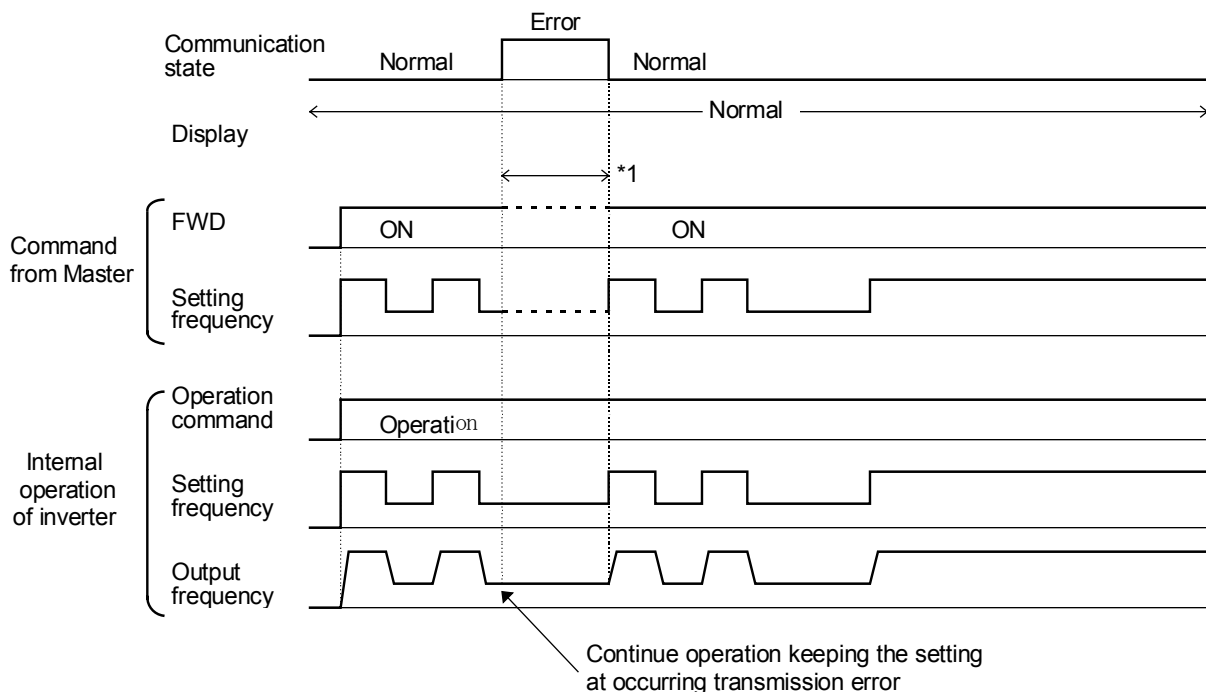 Error
Communication
state
Normal
Normal
Normal
Display
*1
Command
from Master
FWD
ON
ON
Setting
frequency
Internal
operation
of inverter
Operation
command
Operation
Setting
frequency
Output
frequency
Continue operation keeping the setting
at occurring transmission error